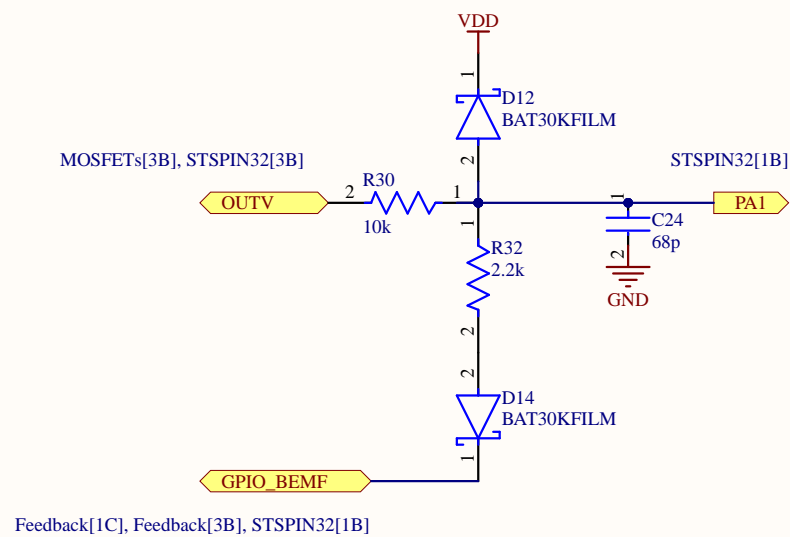 VDD
1
D12
BAT30KFILM
2
MOSFETs[3B], STSPIN32[3B]
STSPIN32[1B]
OUTV
2
R30
10k
1
1
1
PA1
C24
68p
2
GND
R32
2.2k
2
2
D14
BAT30KFILM
1
GPIO_BEMF
Feedback[1C], Feedback[3B], STSPIN32[1B]